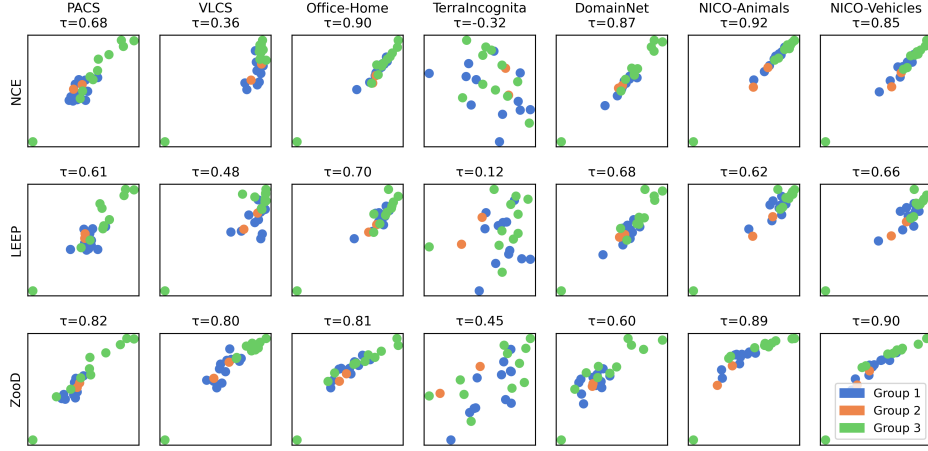 PACS VLCS Office-Home TerraIncognita DomainNet NICO-Animals NICO-Vehicles
τ=0.68 τ=0.36 τ=0.90 τ=-0.32 τ=0.87 τ=0.92 τ=0.85
NCE
τ=0.61 τ=0.48 τ=0.70 τ=0.12 τ=0.68 τ=0.62 τ=0.66
LEEP
τ=0.82 τ=0.80 τ=0.81 τ=0.45 τ=0.60 τ=0.89 τ=0.90
ZooD
Group 1
Group 2
Group 3